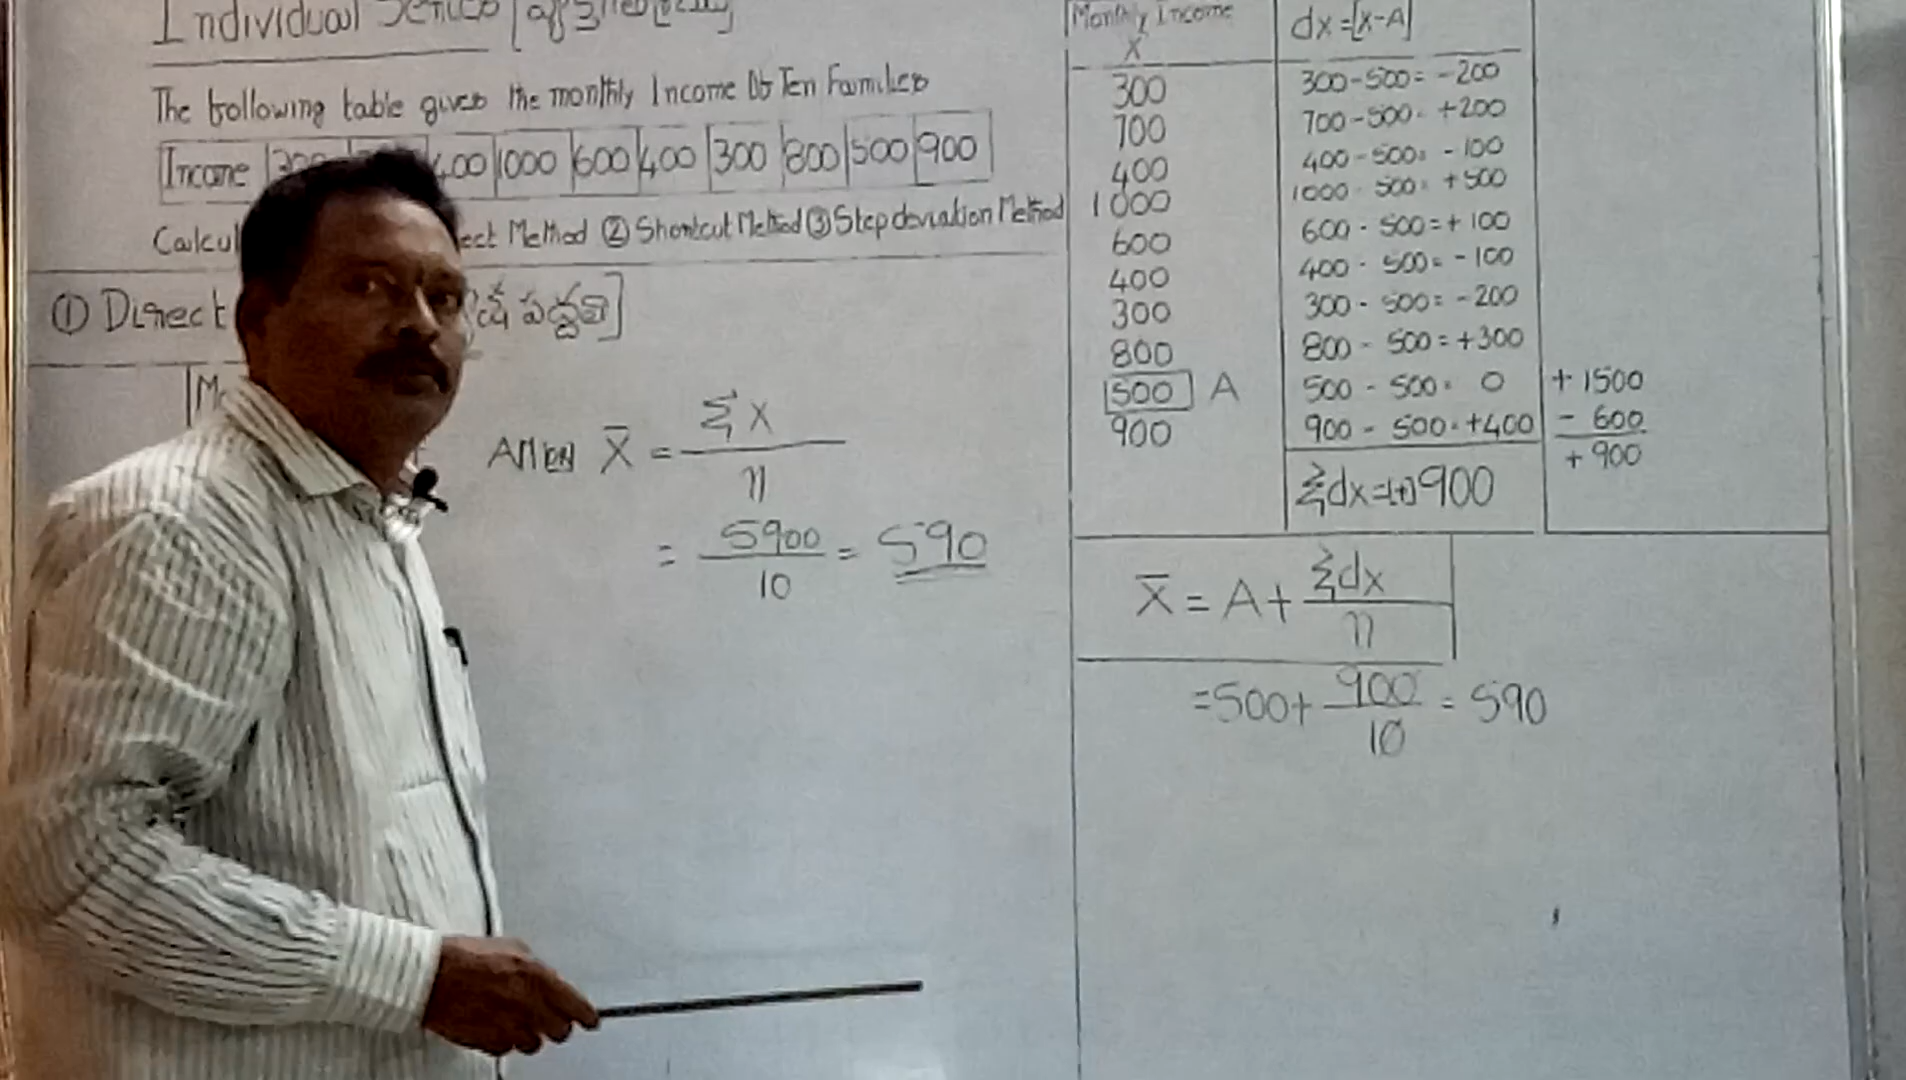 Individual Series
The following table gives the monthly Income Of Ten Families
Income 400 1000 600 400 300 800 500 900
Method ② Shortcut Method ③ Step deviation Method
① Direct
పద్ధతి]
X̄ = ΣX / n
= 5900 / 10 = 590
Monthly Income X dx=[X-A]
300 300-500= -200
700 700-500= +200
400 400-500= -100
1000 1000-500= +500
600 600-500=+100
400 400-500= -100
300 300-500= -200
800 800-500=+300
500 A 500-500= 0 +1500
900 900-500=+400 - 600
+ 900
Σdx=(+)900
X̄ = A + Σdx / n
=500+ 900 / 10 = 590